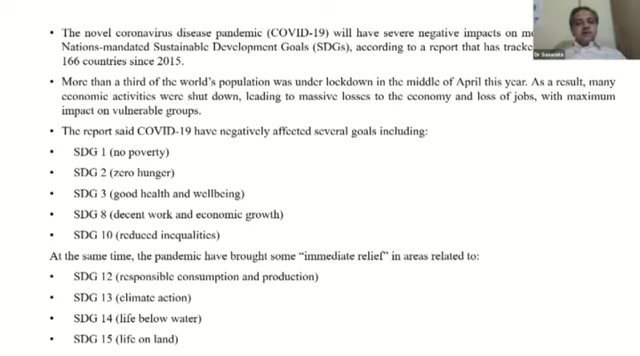 • The novel coronavirus disease pandemic (COVID-19) will have severe negative impacts on
Nations-mandated Sustainable Development Goals (SDGs), according to a report that has
166 countries since 2015.
• More than a third of the world's population was under lockdown in the middle of April this year. As a result, many
economic activities were shut down, leading to massive losses to the economy and loss of jobs, with maximum
impact on vulnerable groups.
• The report said COVID-19 have negatively affected several goals including:
• SDG 1 (no poverty)
• SDG 2 (zero hunger)
• SDG 3 (good health and wellbeing)
• SDG 8 (decent work and economic growth)
• SDG 10 (reduced inequalities)
At the same time, the pandemic have brought some “immediate relief” in areas related to:
• SDG 12 (responsible consumption and production)
• SDG 13 (climate action)
• SDG 14 (life below water)
• SDG 15 (life on land)
Dr